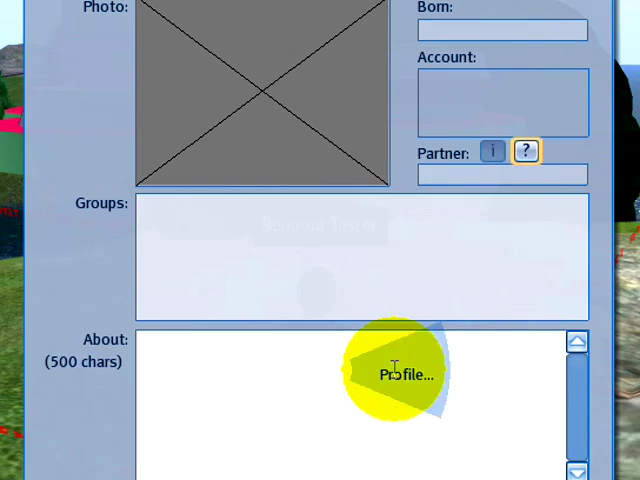 Photo:
Born:
Account:
Partner: i ?
Groups:
About:
(500 chars)
Profile...